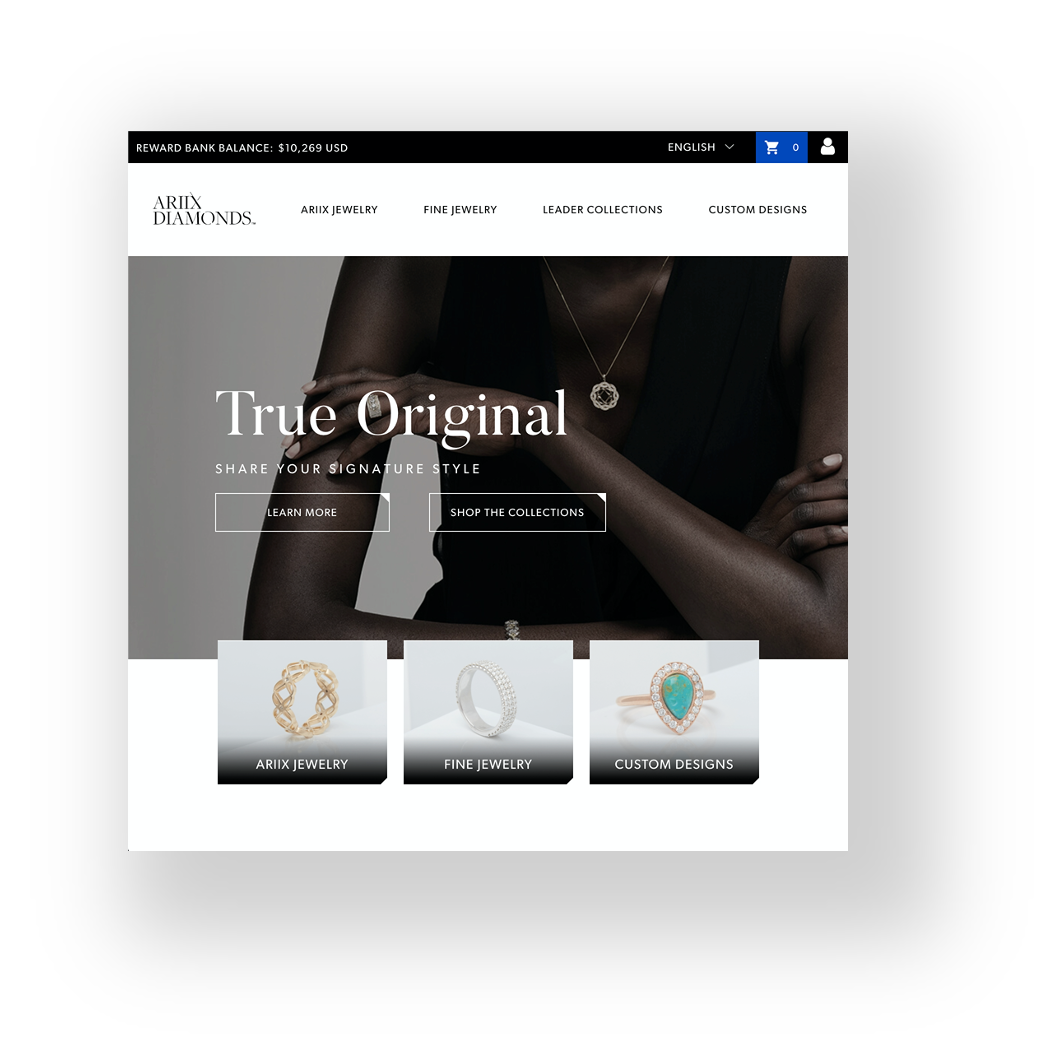 REWARD BANK BALANCE: $10,269 USD
ENGLISH
0
ARIIX
DIAMONDS™
ARIIX JEWELRY
FINE JEWELRY
LEADER COLLECTIONS
CUSTOM DESIGNS
True Original
SHARE YOUR SIGNATURE STYLE
LEARN MORE
SHOP THE COLLECTIONS
ARIIX JEWELRY
FINE JEWELRY
CUSTOM DESIGNS